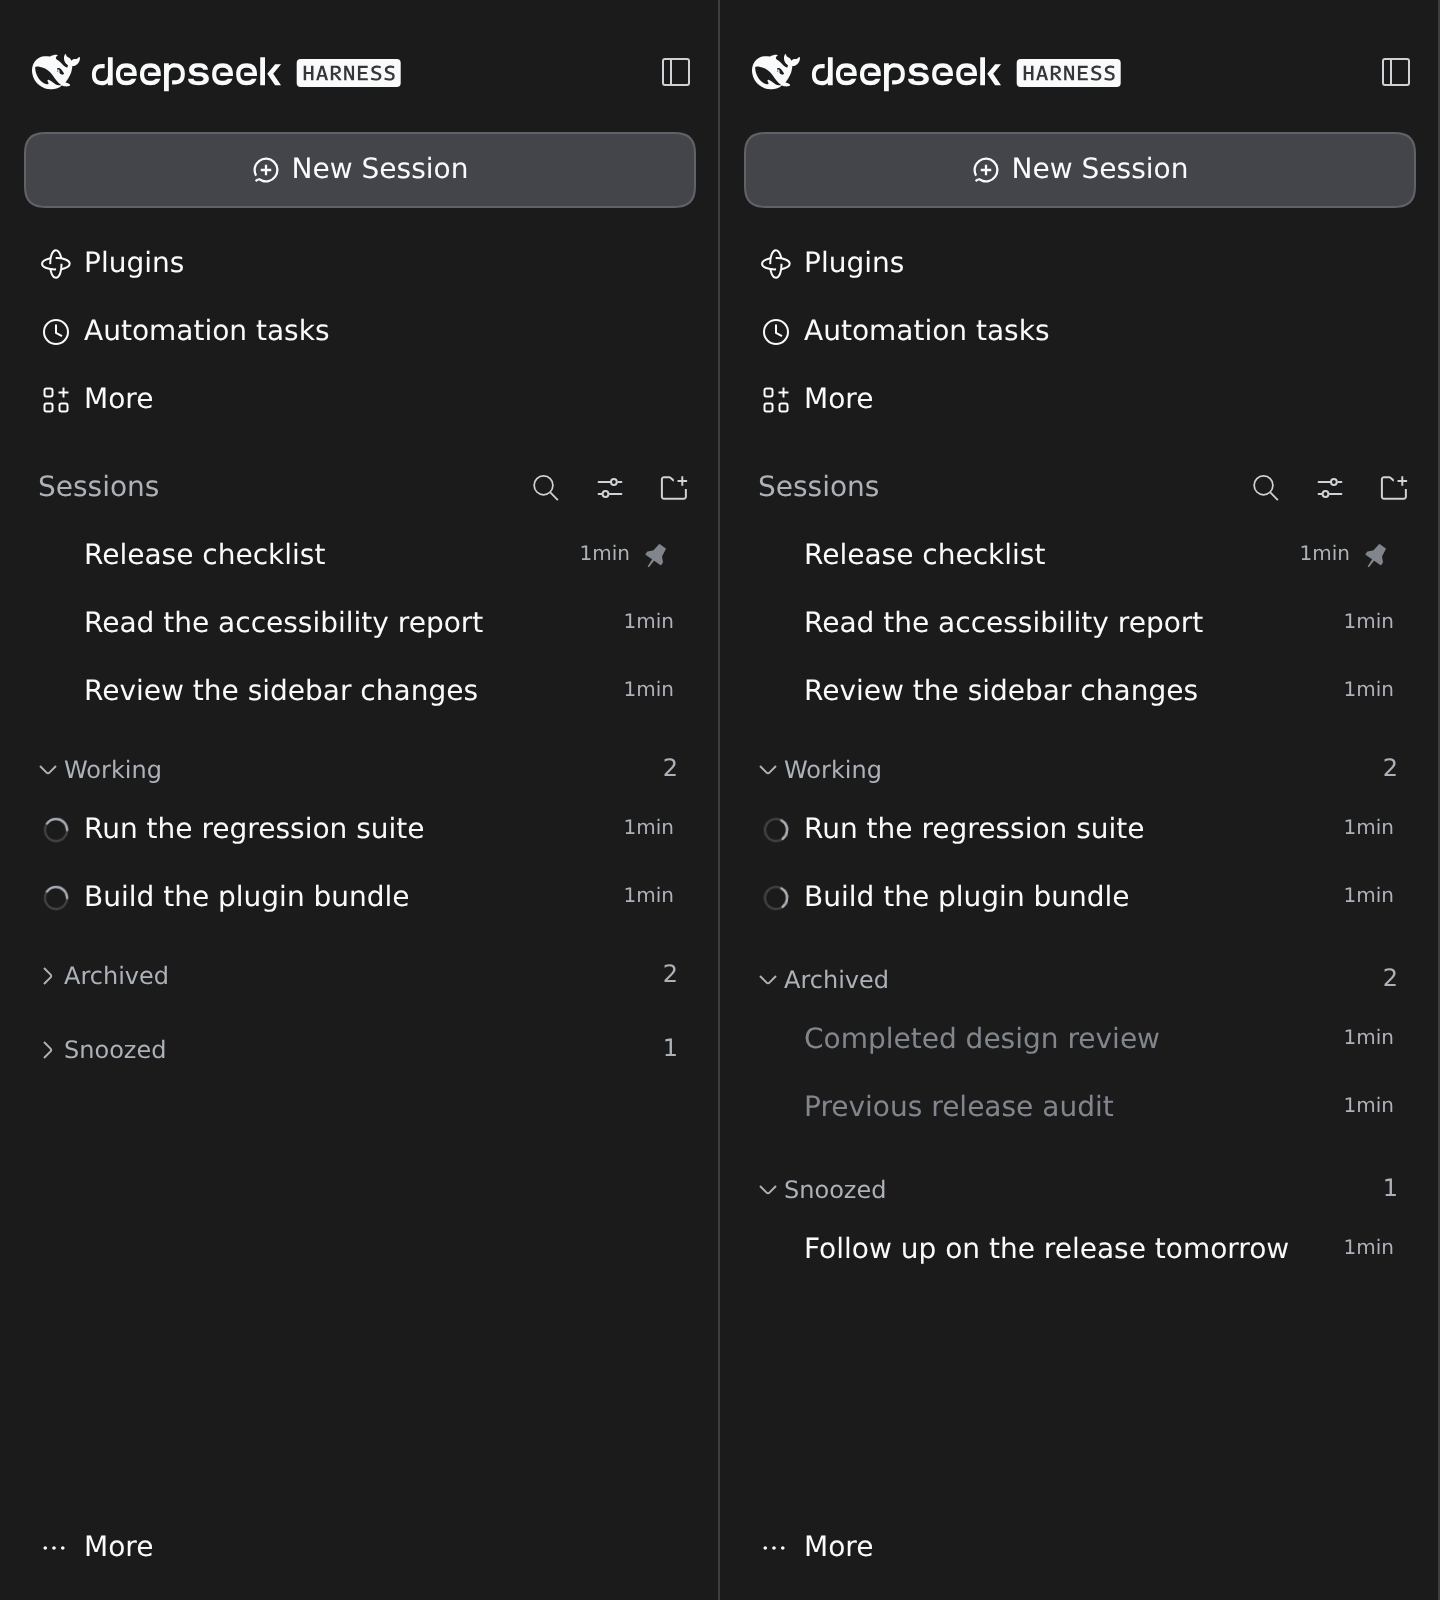 deepseek HARNESS
New Session
Plugins
Automation tasks
More
Sessions
Release checklist 1min
Read the accessibility report 1min
Review the sidebar changes 1min
Working 2
Run the regression suite 1min
Build the plugin bundle 1min
Archived 2
Snoozed 1
More
deepseek HARNESS
New Session
Plugins
Automation tasks
More
Sessions
Release checklist 1min
Read the accessibility report 1min
Review the sidebar changes 1min
Working 2
Run the regression suite 1min
Build the plugin bundle 1min
Archived 2
Completed design review 1min
Previous release audit 1min
Snoozed 1
Follow up on the release tomorrow 1min
More